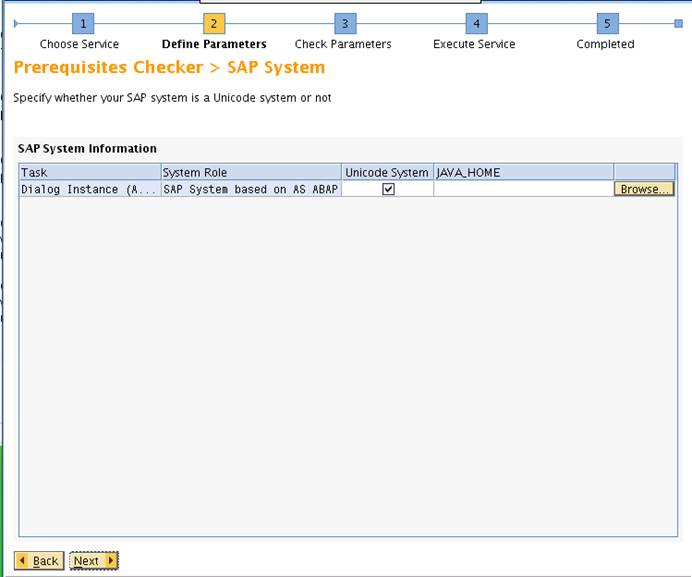 1 2 3 4 5
Choose Service Define Parameters Check Parameters Execute Service Completed
Prerequisites Checker > SAP System
Specify whether your SAP system is a Unicode system or not
SAP System Information
Task System Role Unicode System JAVA_HOME
Dialog Instance (A... SAP System based on AS ABAP Browse...
Back Next